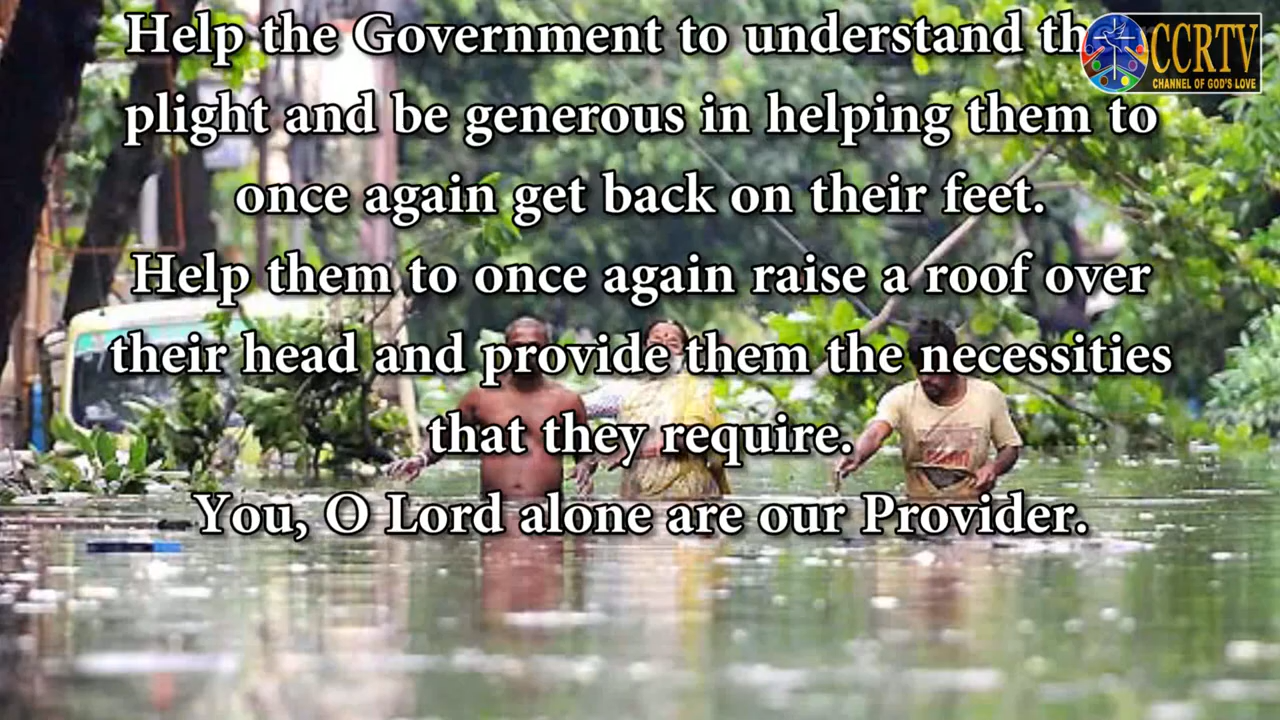 Help the Government to understand
plight and be generous in helping them to
once again get back on their feet.
Help them to once again raise a roof over
their head and provide them the necessities
that they require.
You, O Lord alone are our Provider.
CCRTV
CHANNEL OF GOD'S LOVE